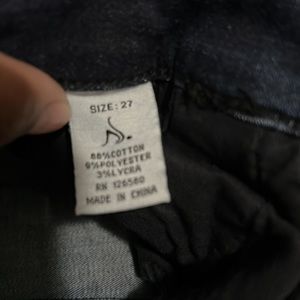 SIZE: 27
88%COTTON
9%POLYESTER
3%LYCRA
RN 126580
MADE IN CHINA